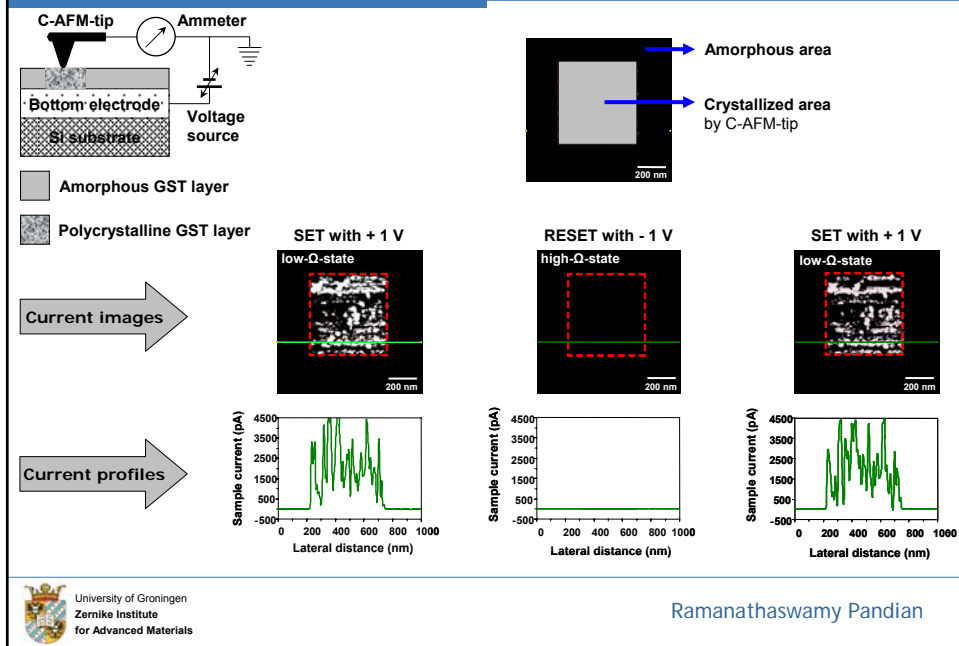 C-AFM-tip
Ammeter
Bottom electrode
Si substrate
Voltage
source
Amorphous GST layer
Polycrystalline GST layer
Amorphous area
Crystallized area
by C-AFM-tip
200 nm
Current images
SET with + 1 V
low-Ω-state
200 nm
RESET with - 1 V
high-Ω-state
200 nm
SET with + 1 V
low-Ω-state
200 nm
Current profiles
Sample current (pA)
4500
3500
2500
1500
500
-500
0 200 400 600 800 1000
Lateral distance (nm)
Sample current (pA)
4500
3500
2500
1500
500
-500
0 200 400 600 800 1000
Lateral distance (nm)
Sample current (pA)
4500
3500
2500
1500
500
-500
0 200 400 600 800 1000
Lateral distance (nm)
University of Groningen
Zernike Institute
for Advanced Materials
Ramanathaswamy Pandian